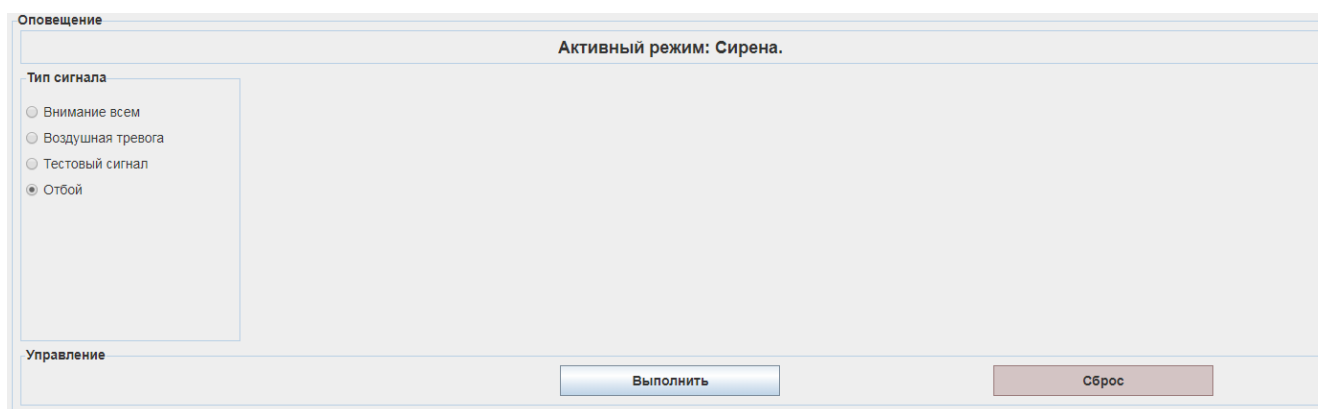 Оповещение
Активный режим: Сирена.
Тип сигнала
Внимание всем
Воздушная тревога
Тестовый сигнал
Отбой
Управление
Выполнить
Сброс